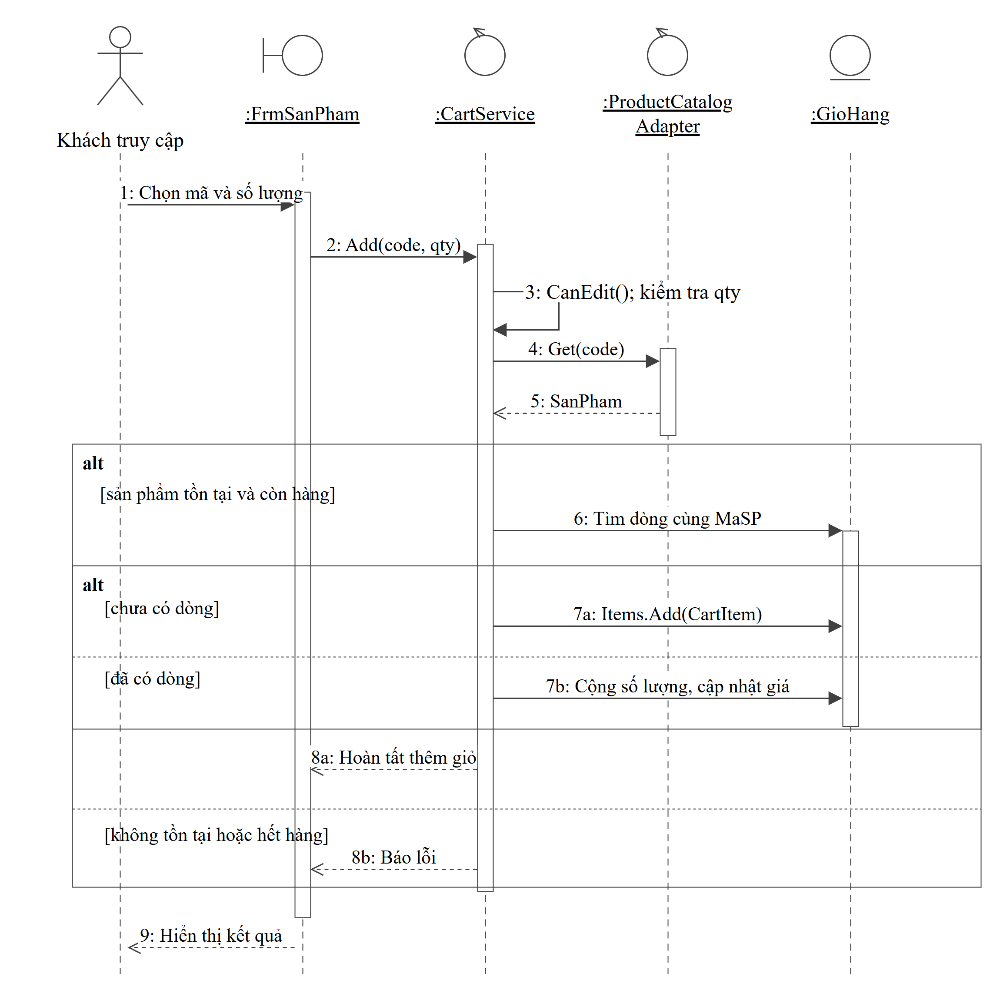 Khách truy cập
:FrmSanPham
:CartService
:ProductCatalog
Adapter
:GioHang
1: Chọn mã và số lượng
2: Add(code, qty)
3: CanEdit(); kiểm tra qty
4: Get(code)
5: SanPham
alt
[sản phẩm tồn tại và còn hàng]
6: Tìm dòng cùng MaSP
alt
[chưa có dòng]
7a: Items.Add(CartItem)
[đã có dòng]
7b: Cộng số lượng, cập nhật giá
8a: Hoàn tất thêm giỏ
[không tồn tại hoặc hết hàng]
8b: Báo lỗi
9: Hiển thị kết quả